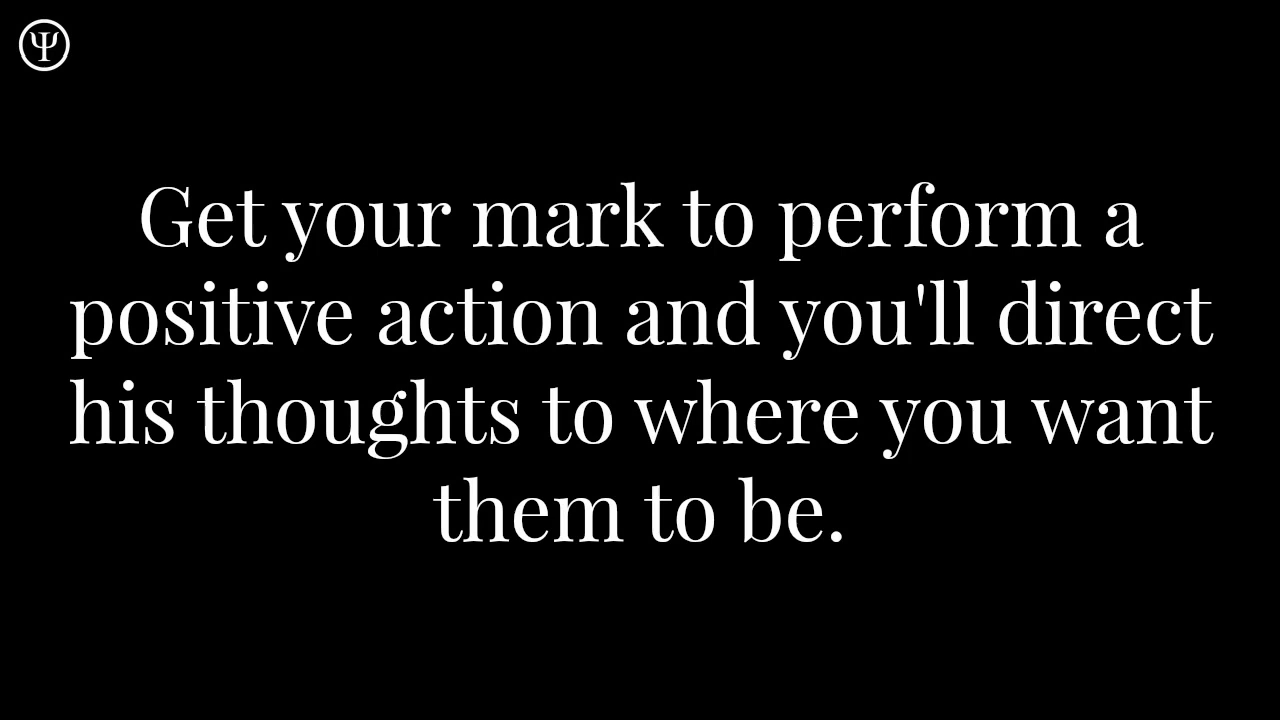 Ψ
Get your mark to perform a
positive action and you'll direct
his thoughts to where you want
them to be.